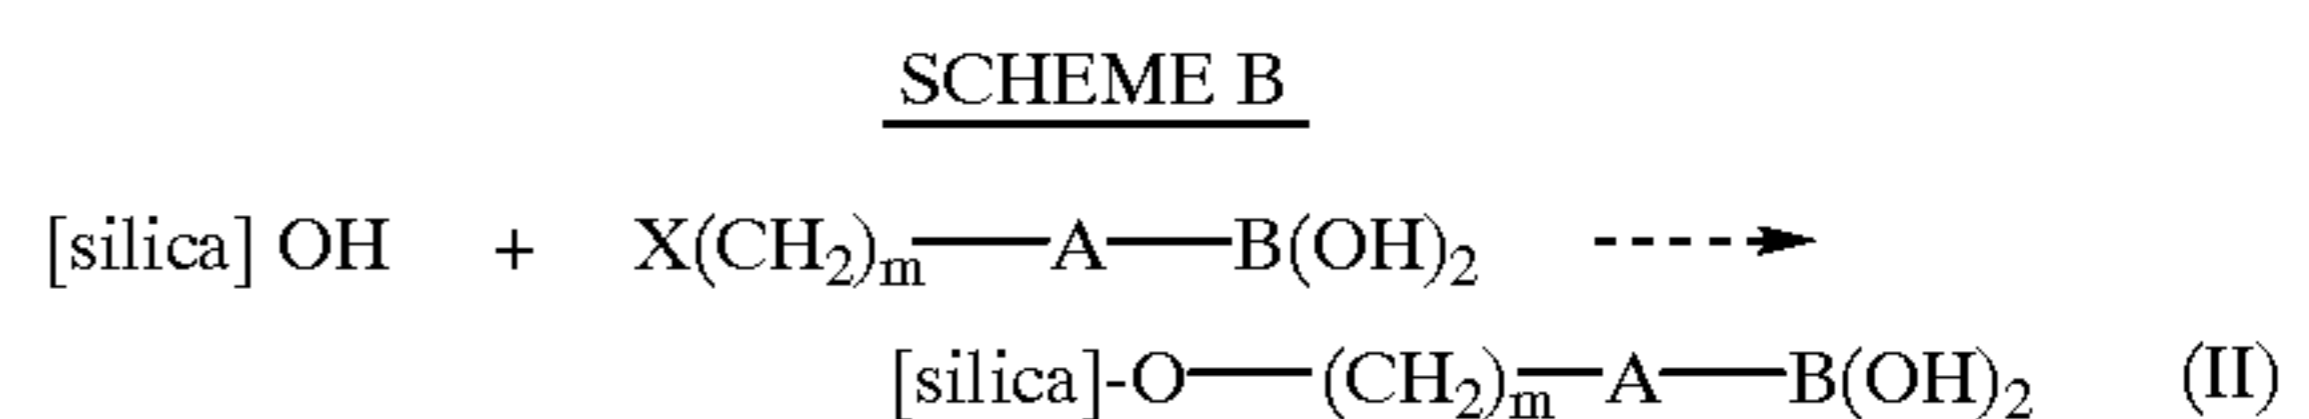 SCHEME B
[silica] OH + X(CH₂)ₘ—A—B(OH)₂ ---->
[silica]-O—(CH₂)ₘ—A—B(OH)₂ (II)